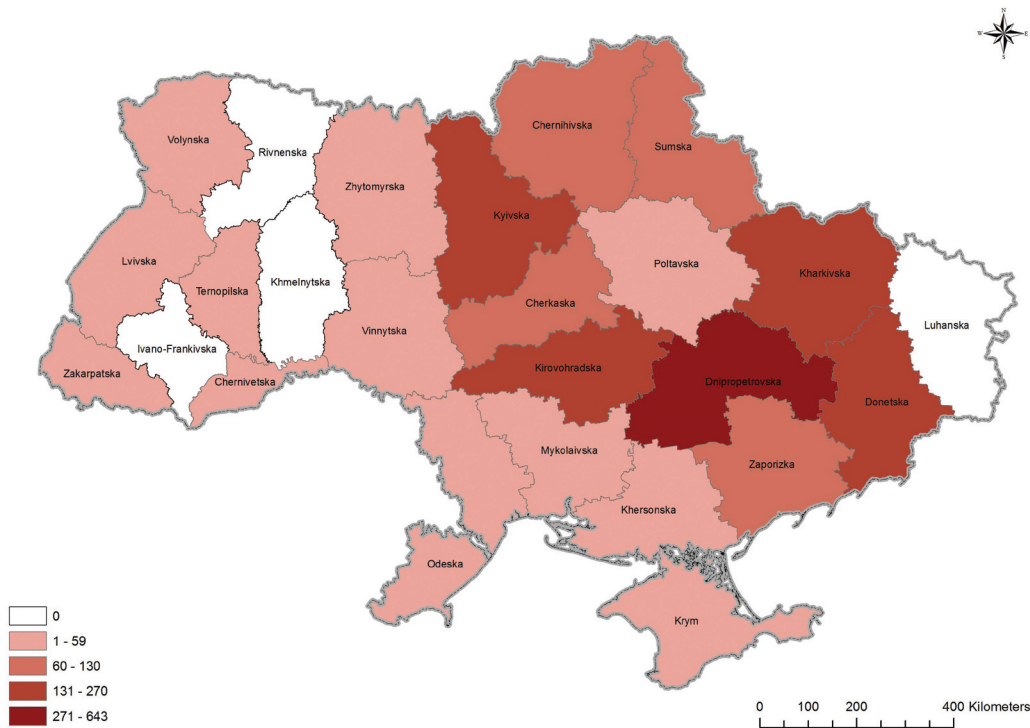 N
W E
S
Chernihivska
Sumska
Volynska
Rivnenska
Zhytomyrska
Kyivska
Lvivska
Poltavska
Kharkivska
Ternopilska
Khmelnytska
Cherkaska
Luhanska
Vinnytska
Ivano-Frankivska
Zakarpatska
Chernivetska
Kirovohradska
Dnipropetrovska
Donetska
Mykolaivska
Zaporizka
Khersonska
Odeska
Krym
0
1 - 59
60 - 130
131 - 270
271 - 643
0 100 200 400 Kilometers